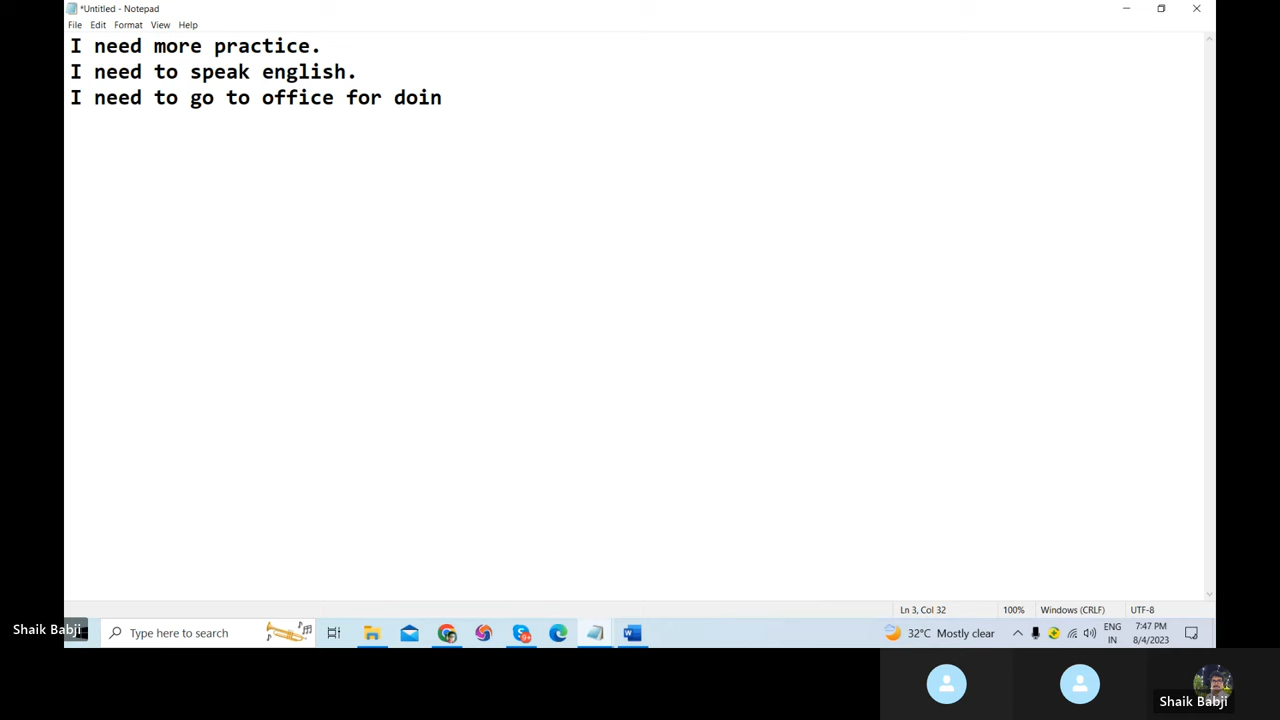 *Untitled - Notepad
File Edit Format View Help
I need more practice.
I need to speak english.
I need to go to office for doin
Ln 3, Col 32 100% Windows (CRLF) UTF-8
Shaik Babji
Type here to search
32°C Mostly clear
ENG
IN
7:47 PM
8/4/2023
Shaik Babji